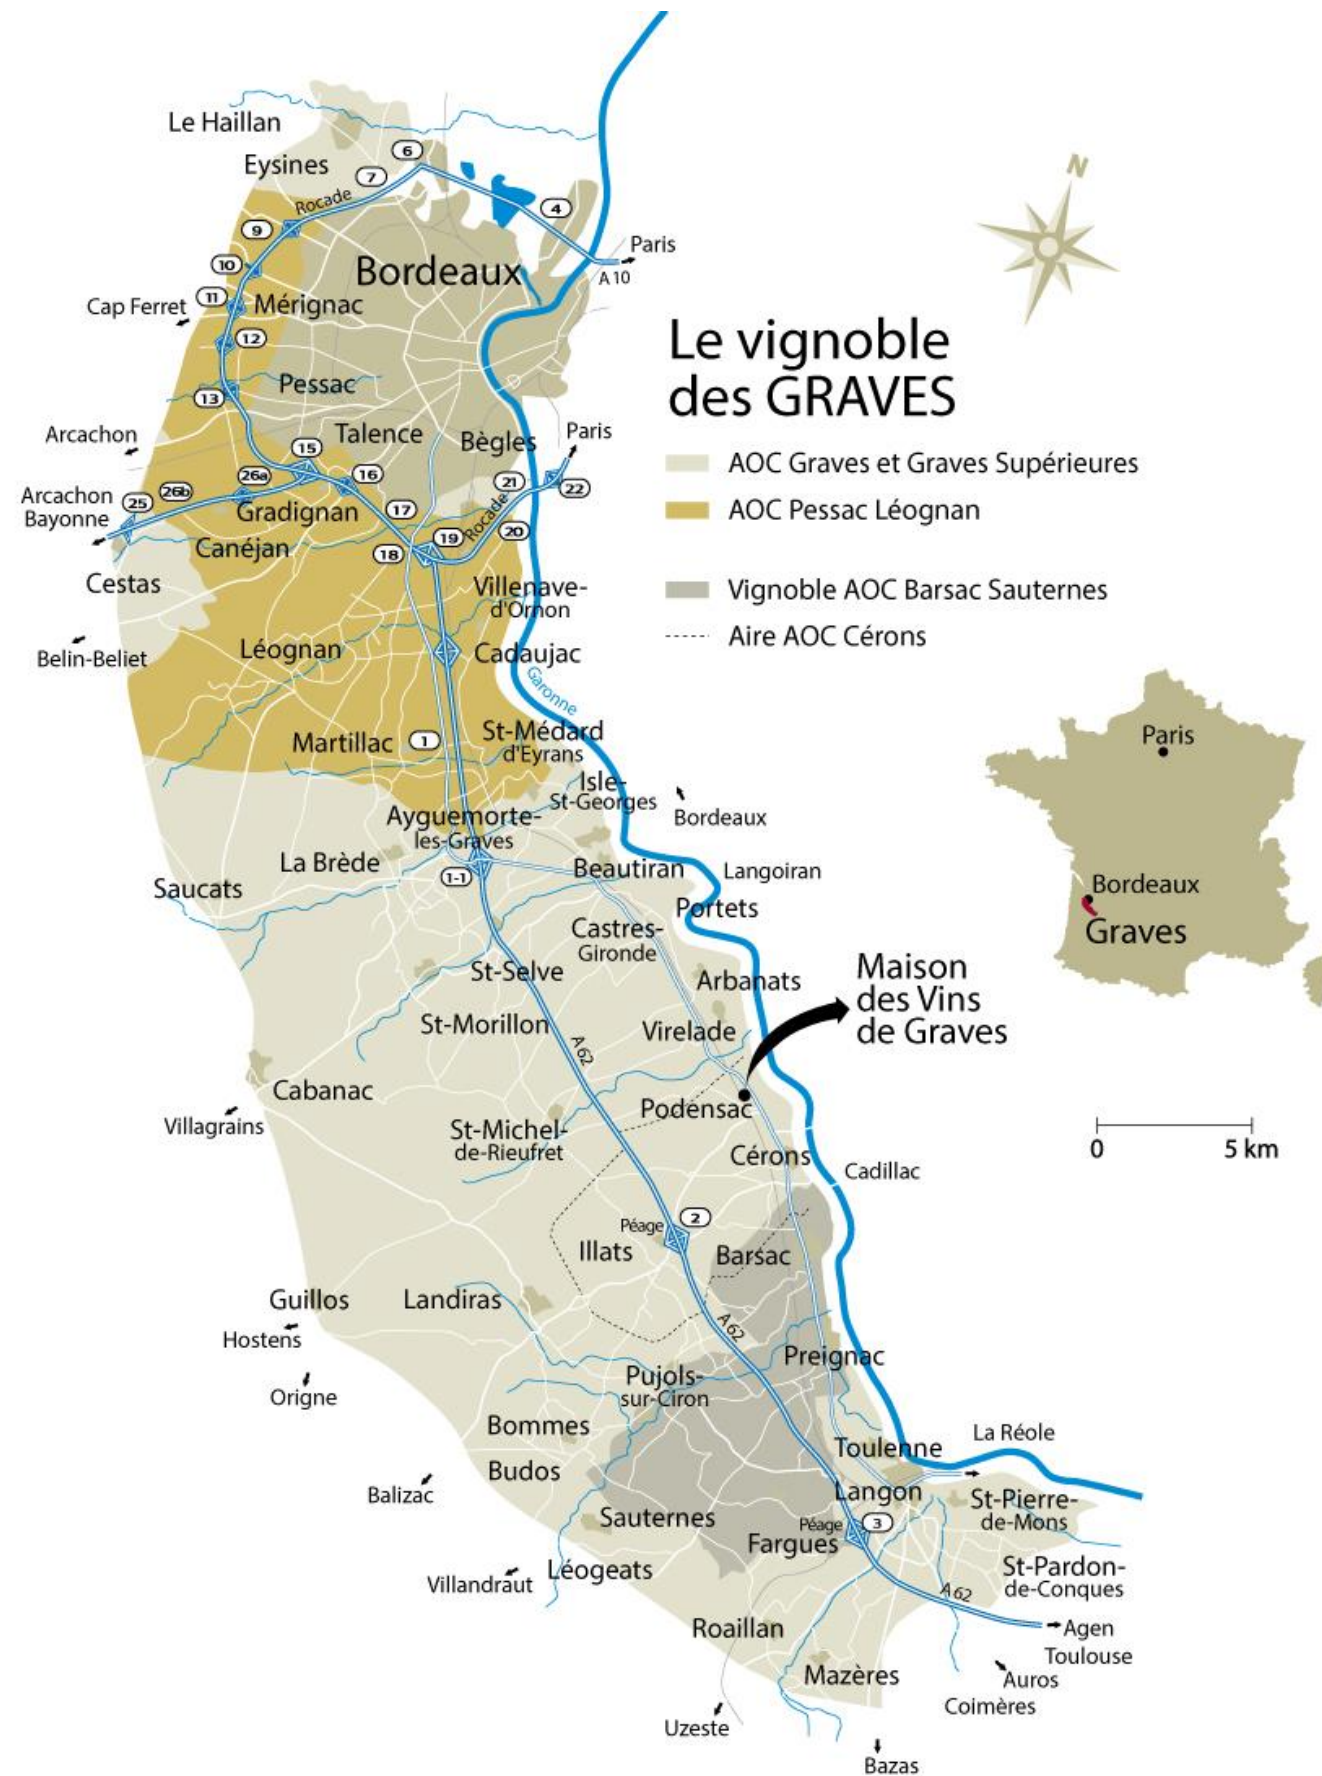 Le Haillan
6
Eysines
7
N
Rocade
4
9
Paris
10
Bordeaux
A 10
11
Cap Ferret
Mérignac
12
Le vignoble
des GRAVES
Pessac
13
Arcachon
Talence
Bègles
Paris
15
AOC Graves et Graves Supérieures
16
26a
26b
21
22
Arcachon
Bayonne
25
Gradignan
17
AOC Pessac Léognan
Rocade
20
19
18
Canéjan
Cestas
Villenave-
d'Ornon
Vignoble AOC Barsac Sauternes
Aire AOC Cérons
Belin-Beliet
Léognan
Cadaujac
Garonne
Martillac
1
St-Médard
d'Eyrans
Paris
Isle-
St-Georges
Bordeaux
Ayguemorte-
les-Graves
La Brède
1-1
Beautiran
Langoiran
Saucats
Bordeaux
Portets
Graves
Castres-
Gironde
St-Selve
Arbanats
Maison
des Vins
de Graves
St-Morillon
Virelade
A 62
Cabanac
Podensac
Villagrains
St-Michel-
de-Rieufret
0
5 km
Cérons
Cadillac
Péage
2
Illats
Barsac
Guillos
Landiras
Hostens
A 62
Preignac
Origne
Pujols-
sur-Ciron
Bommes
La Réole
Toulenne
Budos
Balizac
Langon
St-Pierre-
de-Mons
Sauternes
Péage
3
Fargues
Léogeats
Villandraut
St-Pardon-
de-Conques
A 62
Roaillan
Agen
Toulouse
Mazères
Auros
Coimères
Uzeste
Bazas